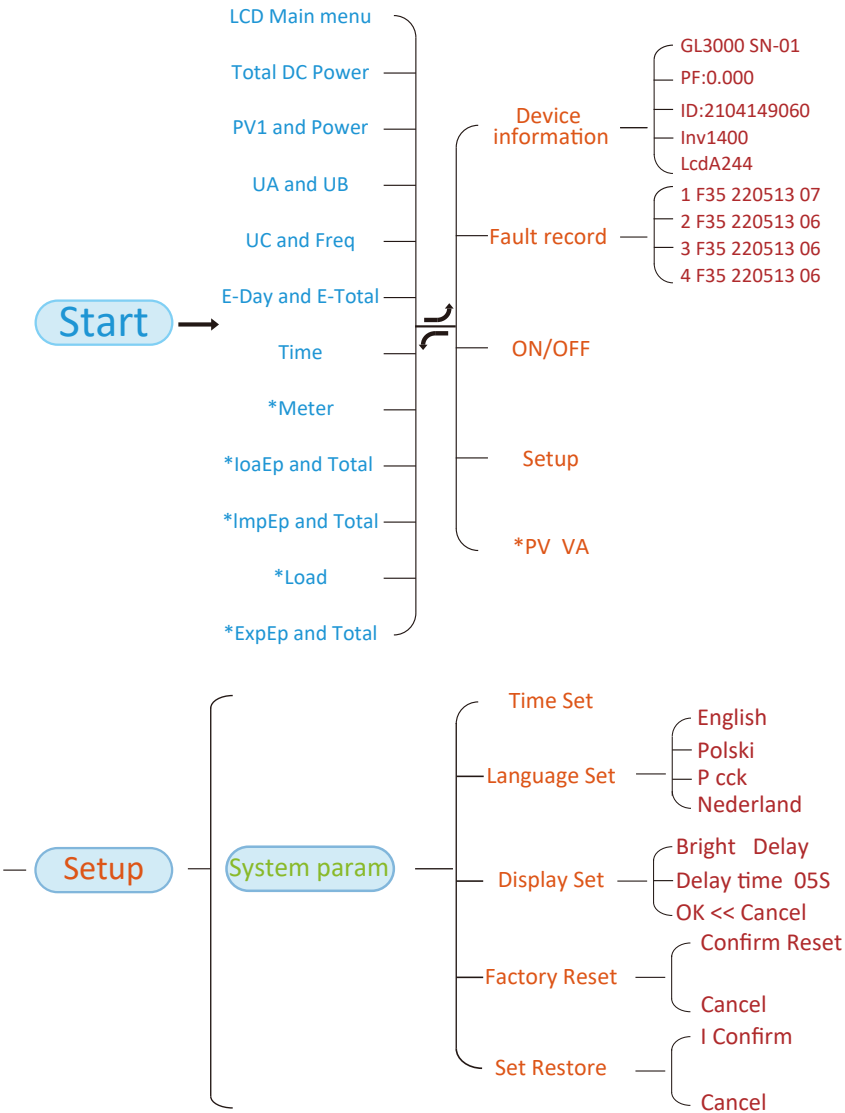 Start
LCD Main menu
Total DC Power
PV1 and Power
UA and UB
UC and Freq
E-Day and E-Total
Time
*Meter
*IoaEp and Total
*lmpEp and Total
*Load
*ExpEp and Total
Device
information
GL3000 SN-01
PF:0.000
ID:2104149060
Inv1400
LcdA244
Fault record
1 F35 220513 07
2 F35 220513 06
3 F35 220513 06
4 F35 220513 06
ON/OFF
Setup
*PV VA
Setup
System param
Time Set
Language Set
English
Polski
P cck
Nederland
Display Set
Bright Delay
Delay time 05S
OK << Cancel
Factory Reset
Confirm Reset
Cancel
Set Restore
I Confirm
Cancel